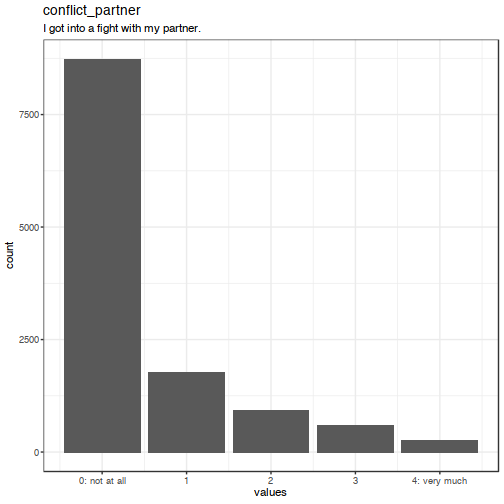 conflict_partner
I got into a fight with my partner.
7500
5000
2500
0
count
0: not at all
1
2
3
4: very much
values